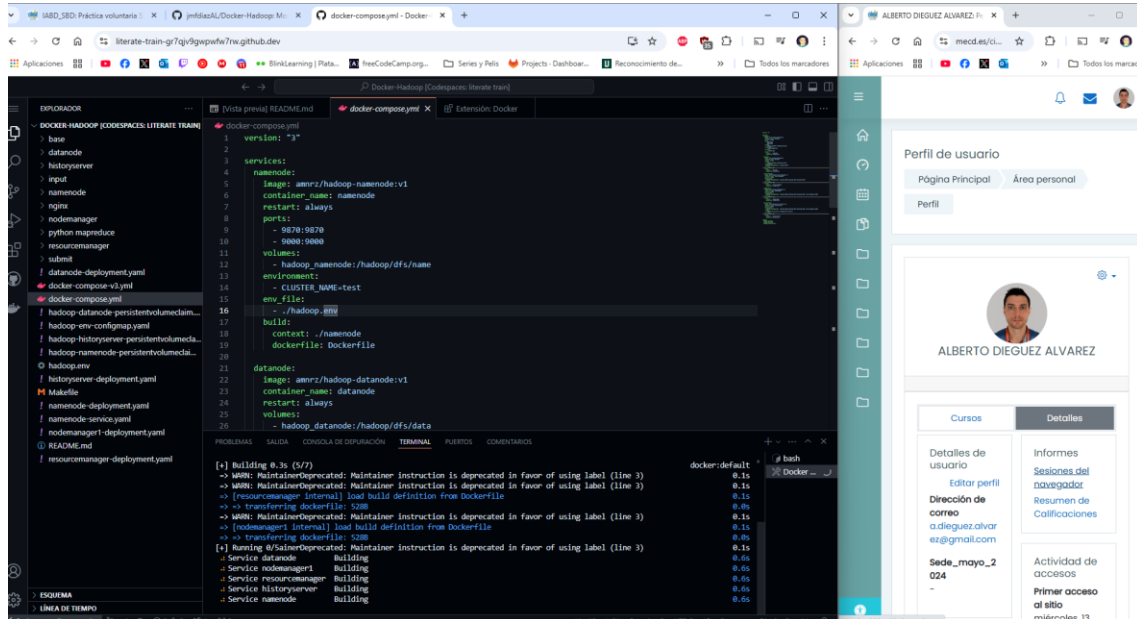 IABD_SBD: Práctica voluntaria
jmfdiazAL/Docker-Hadoop: Mo
docker-compose.yml - Docker-
literate-train-gr7qjv9gwpwfw7rw.github.dev
Aplicaciones
BlinkLearning | Plata...
freeCodeCamp.org...
Series y Pelis
Projects - Dashboar...
Reconocimiento de...
Todos los marcadores
Docker-Hadoop [Codespaces: literate train]
EXPLORADOR
DOCKER-HADOOP [CODESPACES: LITERATE TRAIN]
base
datanode
historyserver
input
namenode
nginx
nodemanager
python mapreduce
resourcemanager
submit
datanode-deployment.yaml
docker-compose-v3.yml
docker-compose.yml
hadoop-datanode-persistentvolumeclaim....
hadoop-env-configmap.yaml
hadoop-historyserver-persistentvolumecla...
hadoop-namenode-persistentvolumeclai...
hadoop.env
historyserver-deployment.yaml
Makefile
namenode-deployment.yaml
namenode-service.yaml
nodemanager1-deployment.yaml
README.md
resourcemanager-deployment.yaml
ESQUEMA
LÍNEA DE TIEMPO
[Vista previa] README.md
docker-compose.yml
Extensión: Docker
docker-compose.yml
1 version: "3"
2
3 services:
4 namenode:
5 image: amnrz/hadoop-namenode:v1
6 container_name: namenode
7 restart: always
8 ports:
9 - 9870:9870
10 - 9000:9000
11 volumes:
12 - hadoop_namenode:/hadoop/dfs/name
13 environment:
14 - CLUSTER_NAME=test
15 env_file:
16 - ./hadoop.env
17 build:
18 context: ./namenode
19 dockerfile: Dockerfile
20
21 datanode:
22 image: amnrz/hadoop-datanode:v1
23 container_name: datanode
24 restart: always
25 volumes:
26 - hadoop_datanode:/hadoop/dfs/data
PROBLEMAS SALIDA CONSOLA DE DEPURACIÓN TERMINAL PUERTOS COMENTARIOS
bash
Docker ...
[+] Building 0.3s (5/7) docker:default
=> WARN: MaintainerDeprecated: Maintainer instruction is deprecated in favor of using label (line 3) 0.1s
=> WARN: MaintainerDeprecated: Maintainer instruction is deprecated in favor of using label (line 3) 0.1s
=> [resourcemanager internal] load build definition from Dockerfile 0.1s
=> => transferring dockerfile: 528B 0.0s
=> WARN: MaintainerDeprecated: Maintainer instruction is deprecated in favor of using label (line 3) 0.1s
=> [nodemanager1 internal] load build definition from Dockerfile 0.1s
=> => transferring dockerfile: 528B 0.0s
[+] Running 0/5ainerDeprecated: Maintainer instruction is deprecated in favor of using label (line 3) 0.1s
Service datanode Building 0.6s
Service nodemanager1 Building 0.6s
Service resourcemanager Building 0.6s
Service historyserver Building 0.6s
Service namenode Building 0.6s
ALBERTO DIEGUEZ ALVAREZ: Pe
mecd.es/ci...
Aplicaciones
Todos los marcad
Perfil de usuario
Página Principal
Área personal
Perfil
ALBERTO DIEGUEZ ALVAREZ
Cursos
Detalles
Detalles de
usuario
Editar perfil
Dirección de
correo
a.dieguez.alvar
ez@gmail.com
Sede_mayo_2
024
-
Informes
Sesiones del
navegador
Resumen de
Calificaciones
Actividad de
accesos
Primer acceso
al sitio
miércoles, 13